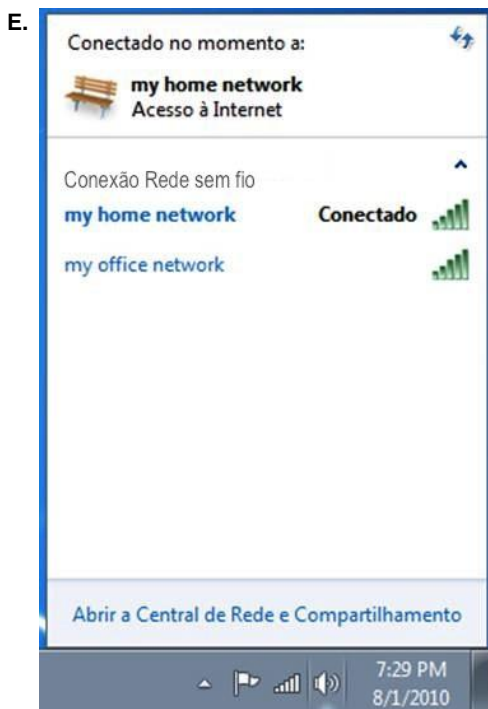 E.
Conectado no momento a:
my home network
Acesso à Internet
Conexão Rede sem fio
my home network Conectado
my office network
Abrir a Central de Rede e Compartilhamento
7:29 PM
8/1/2010